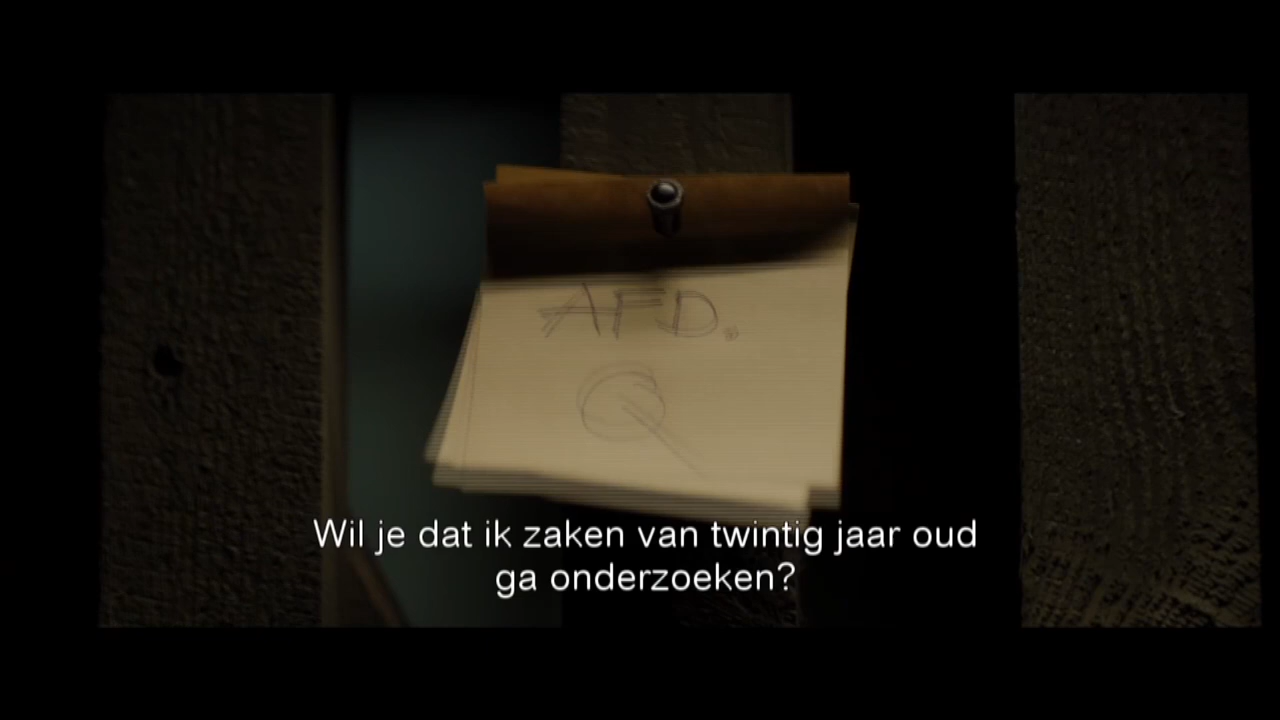 AFD.
Q
Wil je dat ik zaken van twintig jaar oud
ga onderzoeken?